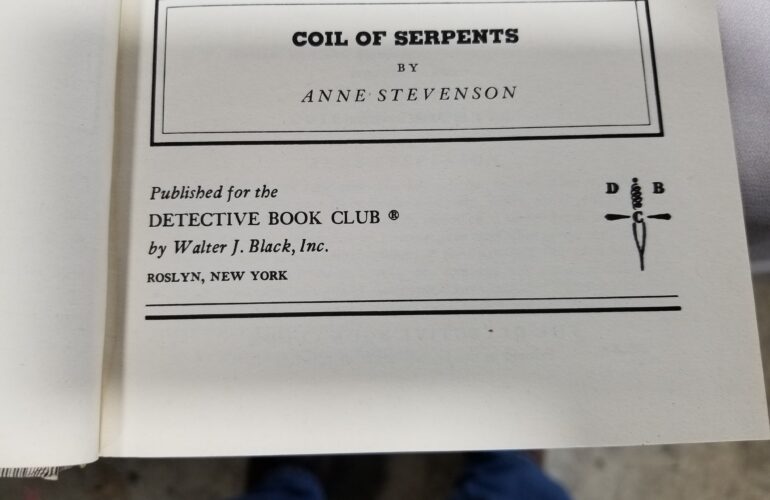 COIL OF SERPENTS
BY
ANNE STEVENSON
Published for the
DETECTIVE BOOK CLUB ®
by Walter J. Black, Inc.
ROSLYN, NEW YORK
D B
C